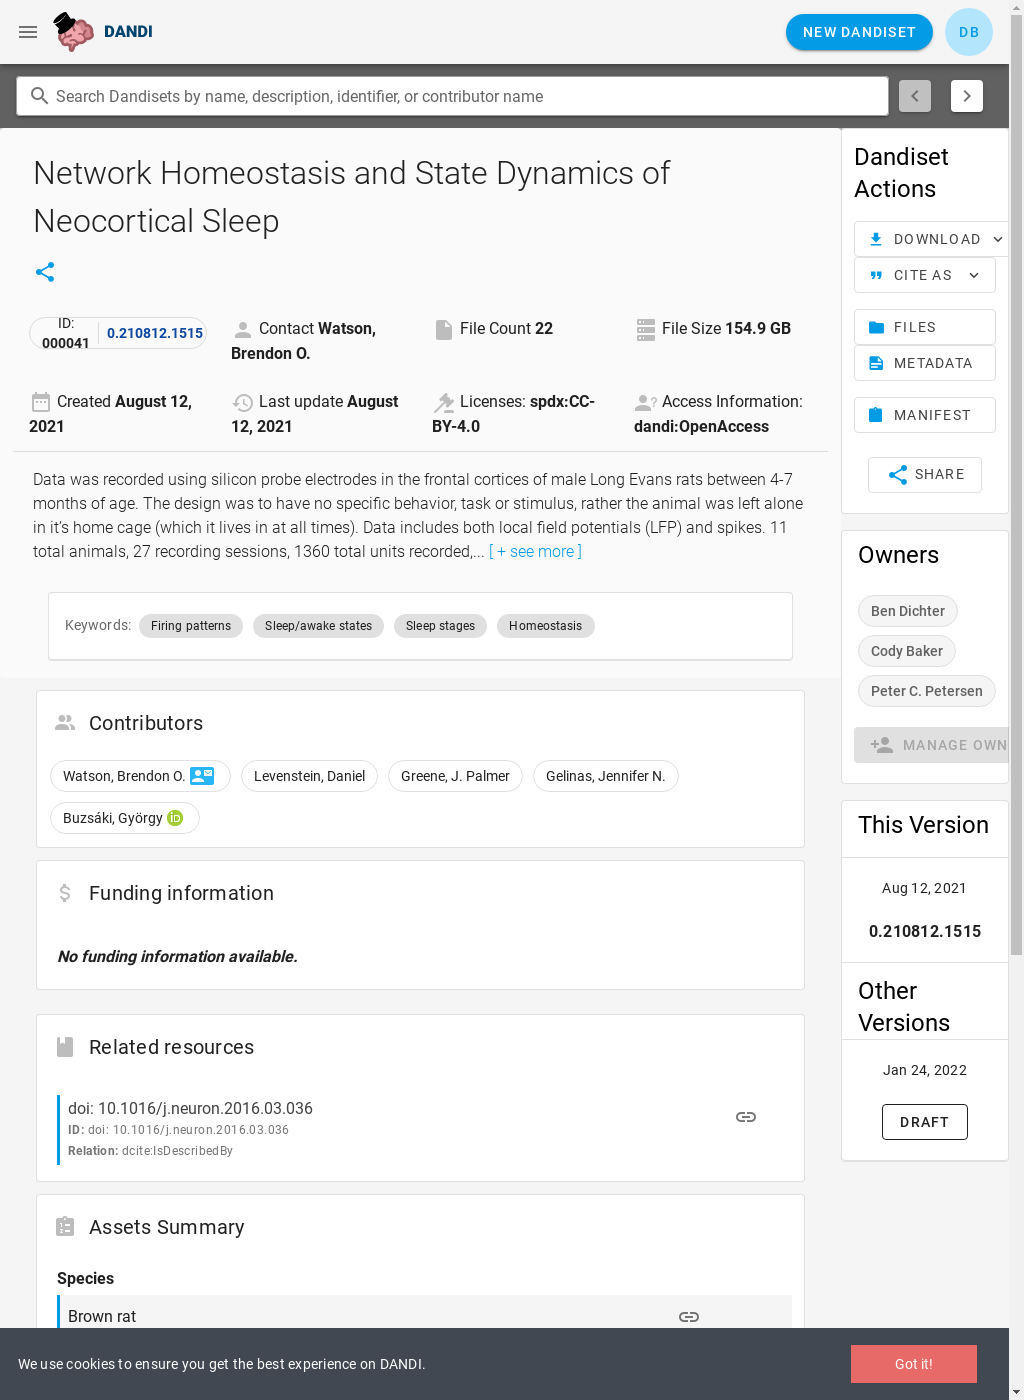 DANDI
NEW DANDISET
DB
Search Dandisets by name, description, identifier, or contributor name
Network Homeostasis and State Dynamics of
Neocortical Sleep
ID:
000041
0.210812.1515
Contact Watson,
Brendon O.
File Count 22
File Size 154.9 GB
Created August 12,
2021
Last update August
12, 2021
Licenses: spdx:CC-
BY-4.0
Access Information:
dandi:OpenAccess
Data was recorded using silicon probe electrodes in the frontal cortices of male Long Evans rats between 4-7
months of age. The design was to have no specific behavior, task or stimulus, rather the animal was left alone
in it’s home cage (which it lives in at all times). Data includes both local field potentials (LFP) and spikes. 11
total animals, 27 recording sessions, 1360 total units recorded,... [ + see more ]
Keywords: Firing patterns Sleep/awake states Sleep stages Homeostasis
Contributors
Watson, Brendon O. Levenstein, Daniel Greene, J. Palmer Gelinas, Jennifer N.
Buzsáki, György iD
Funding information
No funding information available.
Related resources
doi: 10.1016/j.neuron.2016.03.036
ID: doi: 10.1016/j.neuron.2016.03.036
Relation: dcite:IsDescribedBy
Assets Summary
Species
Brown rat
Dandiset
Actions
DOWNLOAD
CITE AS
FILES
METADATA
MANIFEST
SHARE
Owners
Ben Dichter
Cody Baker
Peter C. Petersen
MANAGE OWN
This Version
Aug 12, 2021
0.210812.1515
Other
Versions
Jan 24, 2022
DRAFT
We use cookies to ensure you get the best experience on DANDI.
Got it!